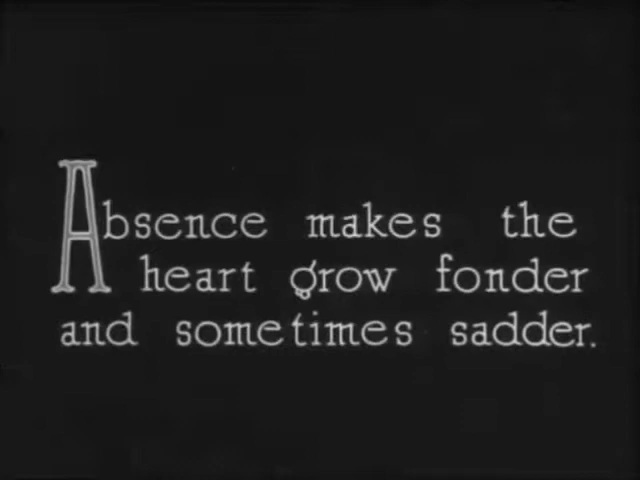 Absence makes the
heart grow fonder
and sometimes sadder.